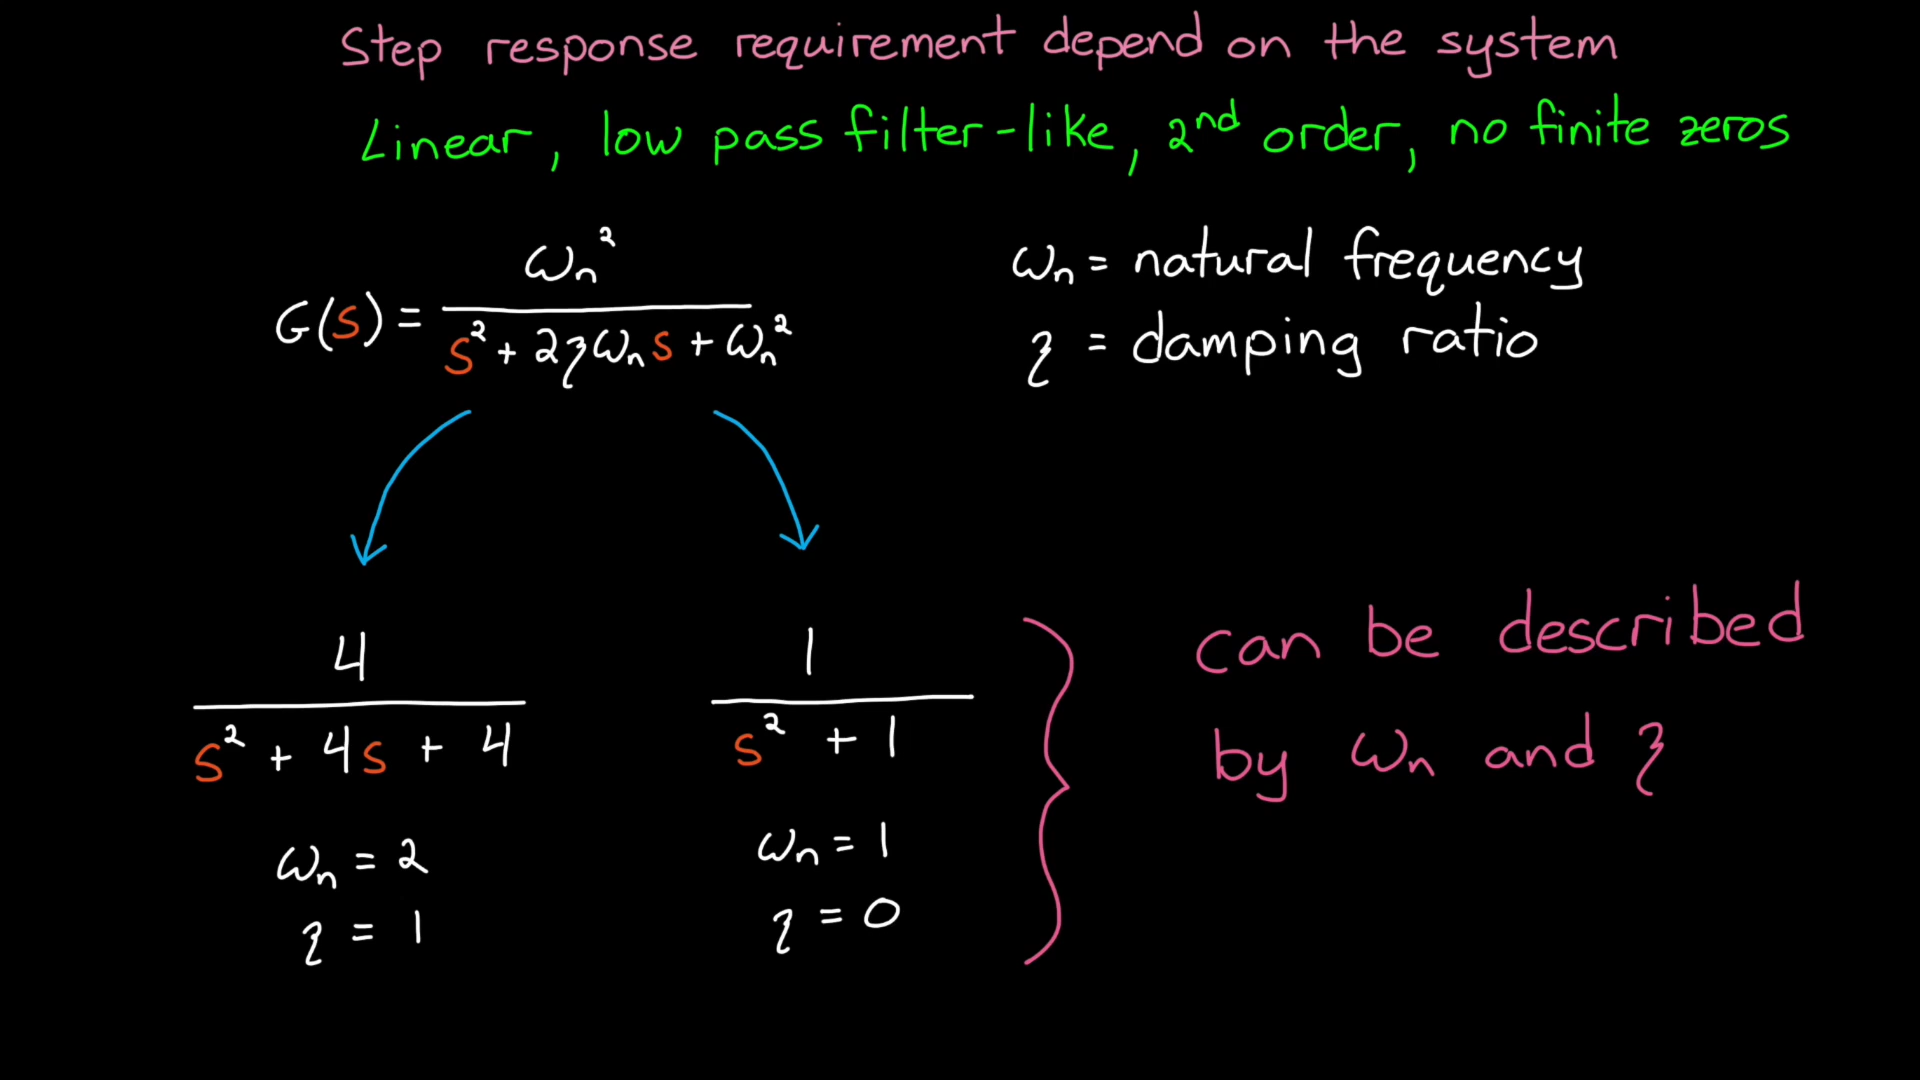 Step response requirement depend on the system
Linear, low pass filter-like, 2nd order, no finite zeros
G(s) = ωn² / (s² + 2ζωns + ωn²)
ωn = natural frequency
ζ = damping ratio
4 / (s² + 4s + 4)
ωn = 2
ζ = 1
1 / (s² + 1)
ωn = 1
ζ = 0
can be described
by ωn and ζ